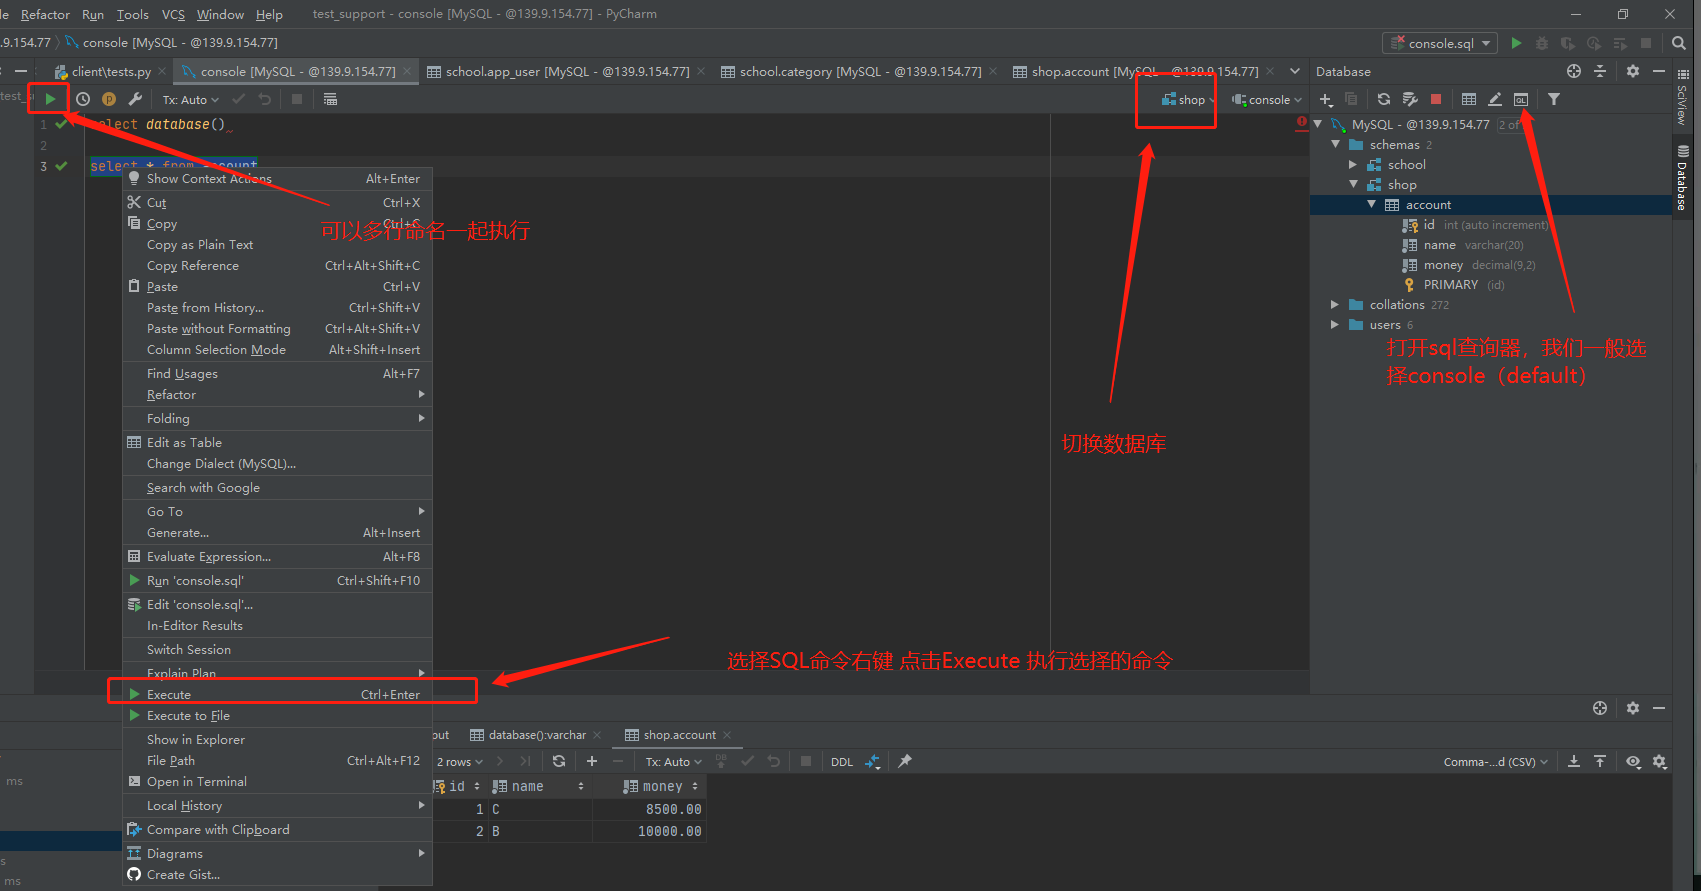 le Refactor Run Tools VCS Window Help test_support - console [MySQL - @139.9.154.77] - PyCharm
.9.154.77 console [MySQL - @139.9.154.77] console.sql
client\tests.py console [MySQL - @139.9.154.77] school.app_user [MySQL - @139.9.154.77] school.category [MySQL - @139.9.154.77] shop.account [MySQL - @139.9.154.77] Database
test_s Tx: Auto shop console
1 select database()
2
3 select * from account
MySQL - @139.9.154.77 2 of
schemas 2
school
shop
account
id int (auto increment)
name varchar(20)
money decimal(9,2)
PRIMARY (id)
collations 272
users 6
SciView
Database
Show Context Actions Alt+Enter
Cut Ctrl+X
Copy Ctrl+C
Copy as Plain Text
Copy Reference Ctrl+Alt+Shift+C
Paste Ctrl+V
Paste from History... Ctrl+Shift+V
Paste without Formatting Ctrl+Alt+Shift+V
Column Selection Mode Alt+Shift+Insert
Find Usages Alt+F7
Refactor
Folding
Edit as Table
Change Dialect (MySQL)...
Search with Google
Go To
Generate... Alt+Insert
Evaluate Expression... Alt+F8
Run 'console.sql' Ctrl+Shift+F10
Edit 'console.sql'...
In-Editor Results
Switch Session
Explain Plan
Execute Ctrl+Enter
Execute to File
Show in Explorer
File Path Ctrl+Alt+F12
Open in Terminal
Local History
Compare with Clipboard
Diagrams
Create Gist...
可以多行命名一起执行
打开sql查询器，我们一般选
择console（default）
切换数据库
选择SQL命令右键 点击Execute 执行选择的命令
put database():varchar shop.account
2 rows Tx: Auto DB DDL Comma-...d (CSV)
id name money
1 C 8500.00
2 B 10000.00
ms
s
ms